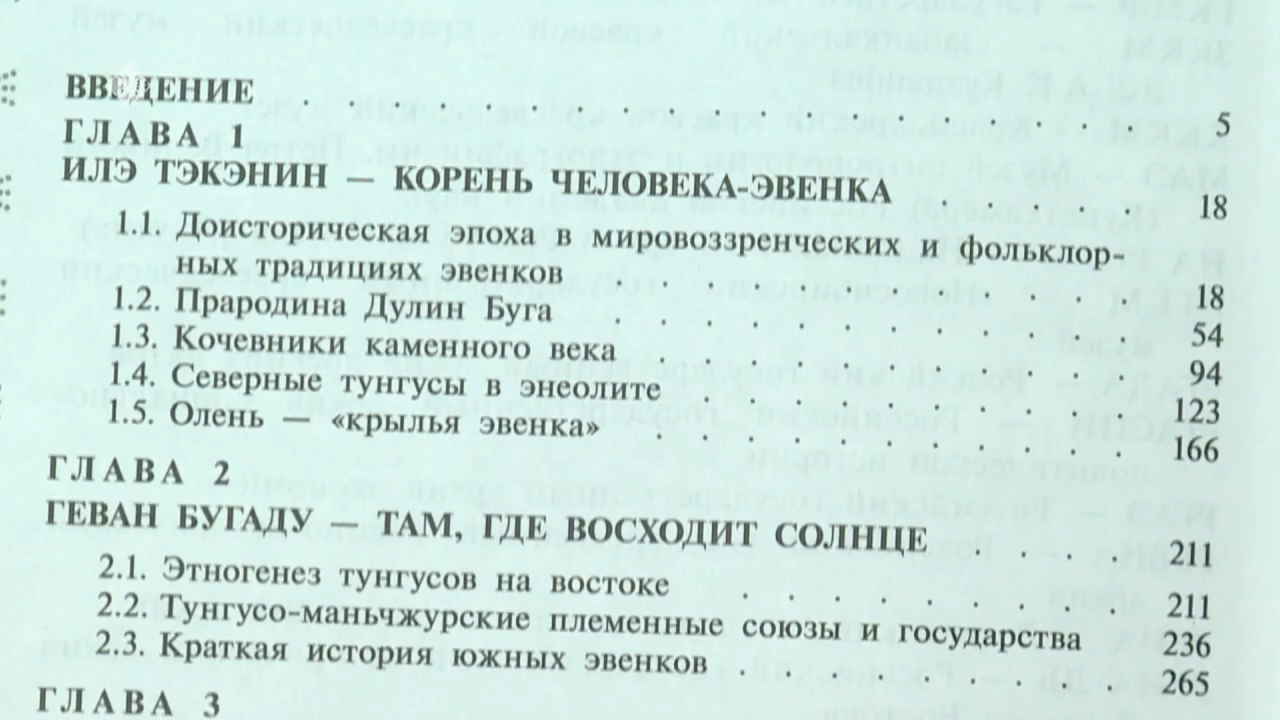 ВВЕДЕНИЕ . . . . . . . . . . . . . . . . . . . 5
ГЛАВА 1
ИЛЭ ТЭКЭНИН — КОРЕНЬ ЧЕЛОВЕКА-ЭВЕНКА . . . . . 18
1.1. Доисторическая эпоха в мировоззренческих и фольклор-
ных традициях эвенков . . . . . . . . . . 18
1.2. Прародина Дулин Буга . . . . . . . . . . . 54
1.3. Кочевники каменного века . . . . . . . . . 94
1.4. Северные тунгусы в энеолите . . . . . . . . 123
1.5. Олень — «крылья эвенка» . . . . . . . . . 166
ГЛАВА 2
ГЕВАН БУГАДУ — ТАМ, ГДЕ ВОСХОДИТ СОЛНЦЕ . . . . 211
2.1. Этногенез тунгусов на востоке . . . . . . . 211
2.2. Тунгусо-маньчжурские племенные союзы и государства 236
2.3. Краткая история южных эвенков . . . . . . . 265
ГЛАВА 3